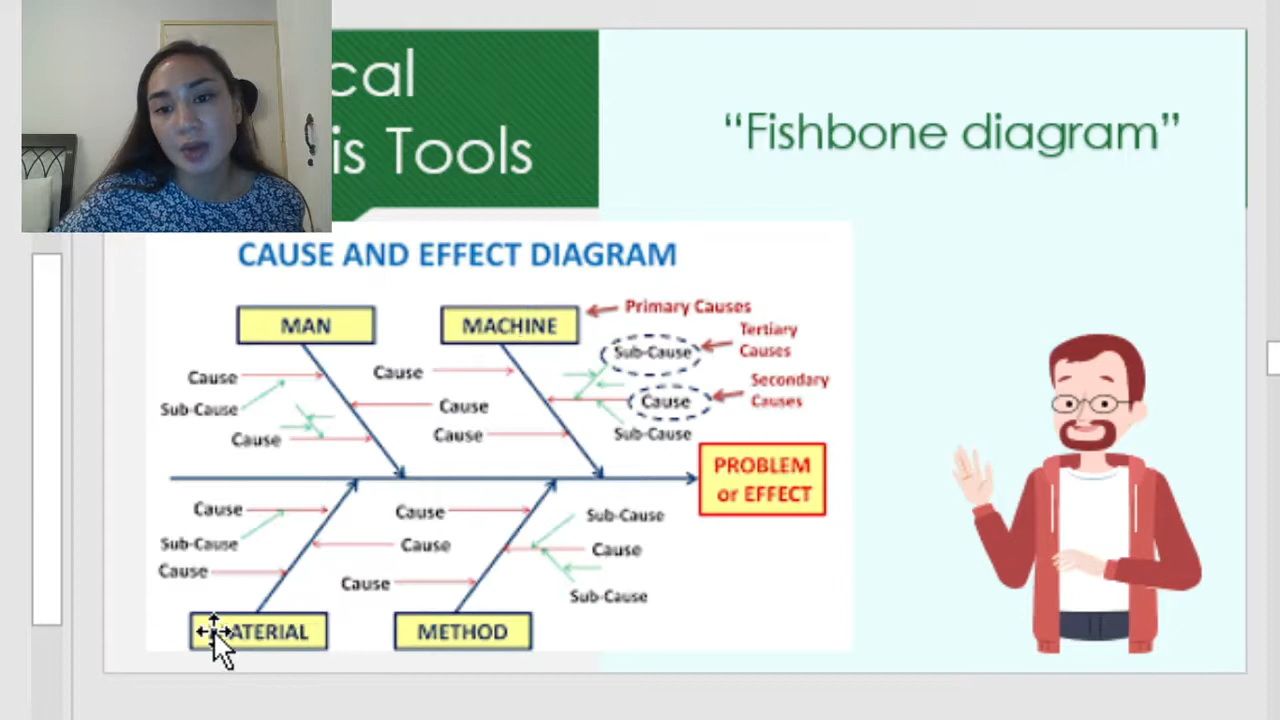 cal
is Tools
“Fishbone diagram”
CAUSE AND EFFECT DIAGRAM
MAN
MACHINE
Primary Causes
Tertiary
Causes
Sub-Cause
Secondary
Causes
Cause
Cause
Cause
Sub-Cause
Cause
Cause
Cause
Sub-Cause
PROBLEM
or EFFECT
Cause
Cause
Sub-Cause
Sub-Cause
Cause
Cause
Cause
Cause
Sub-Cause
ATERIAL
METHOD